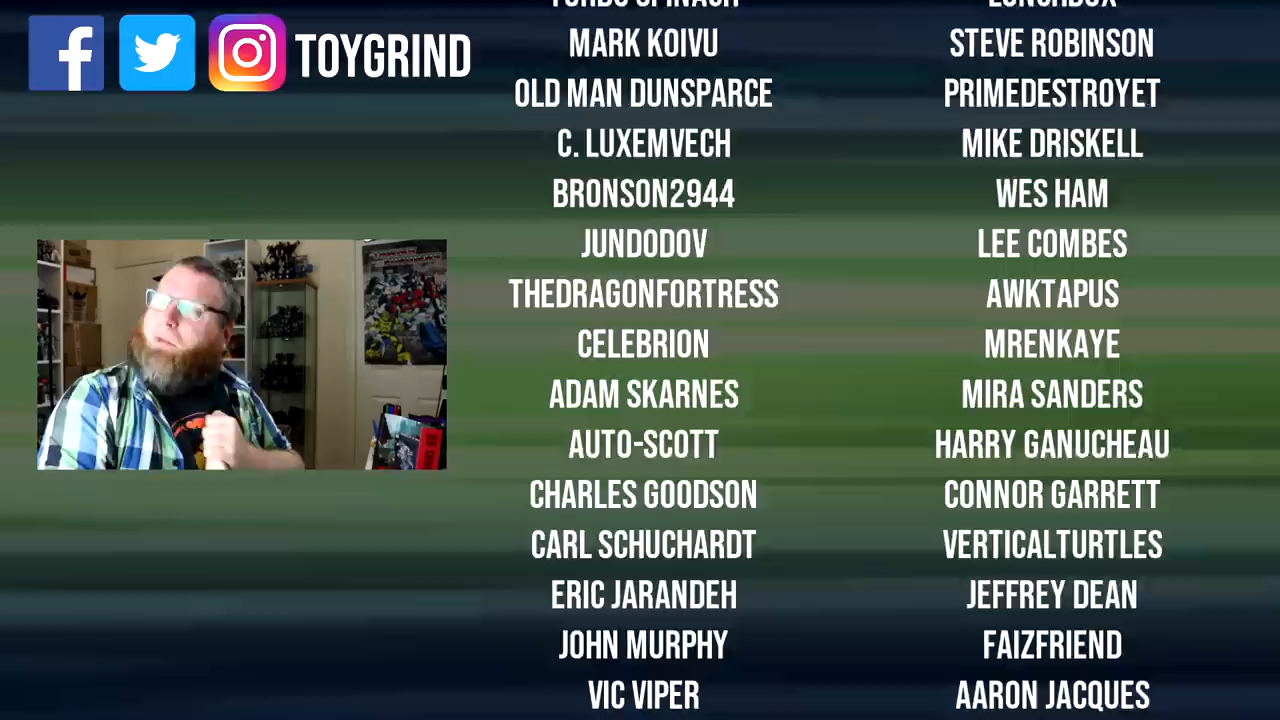 TOYGRIND
MARK KOIVU
OLD MAN DUNSPARCE
C. LUXEMVECH
BRONSON2944
JUNDODOV
THEDRAGONFORTRESS
CELEBRION
ADAM SKARNES
AUTO-SCOTT
CHARLES GOODSON
CARL SCHUCHARDT
ERIC JARANDEH
JOHN MURPHY
VIC VIPER
LUNCHBOX
STEVE ROBINSON
PRIMEDESTROYET
MIKE DRISKELL
WES HAM
LEE COMBES
AWKTAPUS
MRENKAYE
MIRA SANDERS
HARRY GANUCHEAU
CONNOR GARRETT
VERTICALTURTLES
JEFFREY DEAN
FAIZFRIEND
AARON JACQUES